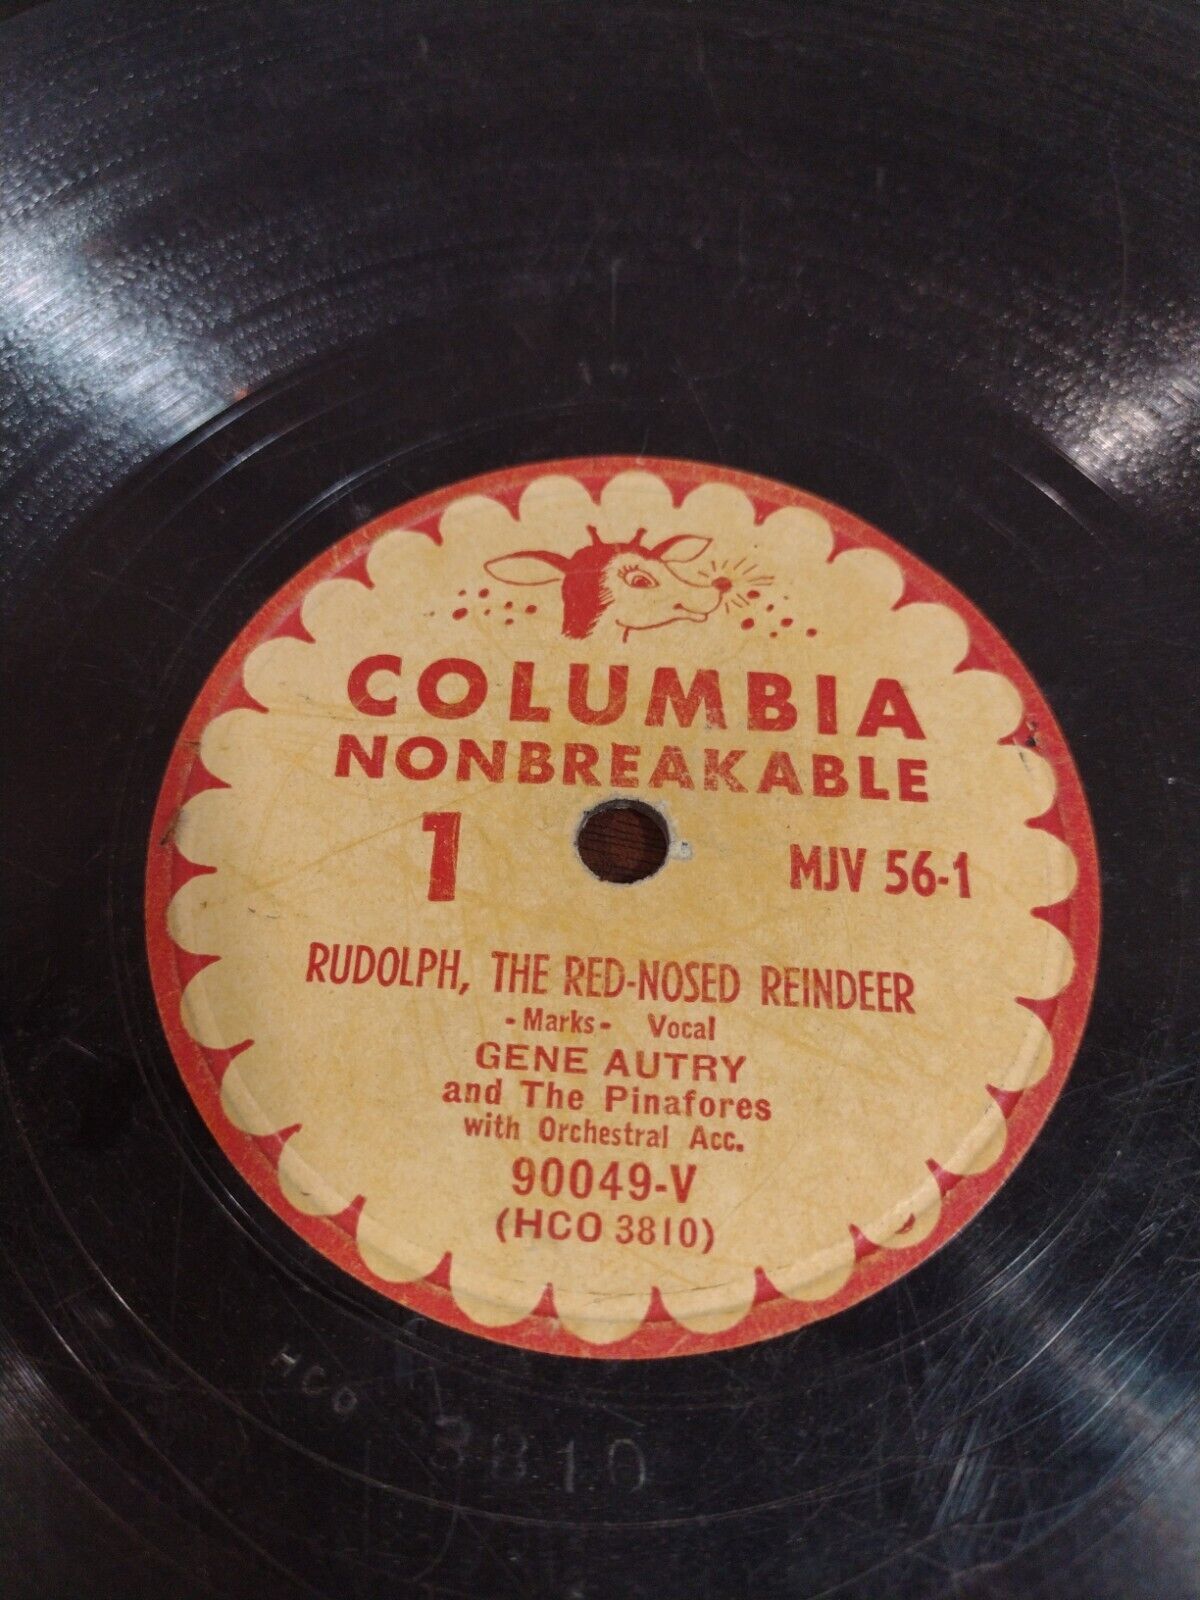 COLUMBIA
NONBREAKABLE
1 MJV 56-1
RUDOLPH, THE RED-NOSED REINDEER
-Marks- Vocal
GENE AUTRY
and The Pinafores
with Orchestral Acc.
90049-V
(HCO 3810)
HCO 3810